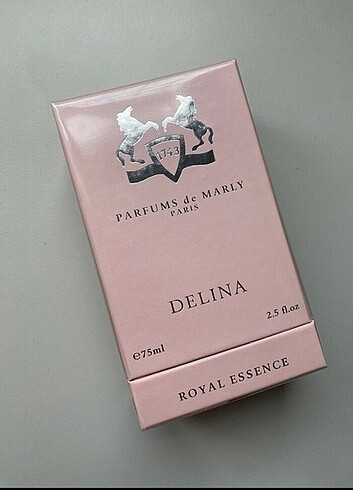 1743
PARFUMS de MARLY
PARIS
DELINA
℮75ml 2.5 fl.oz
ROYAL ESSENCE